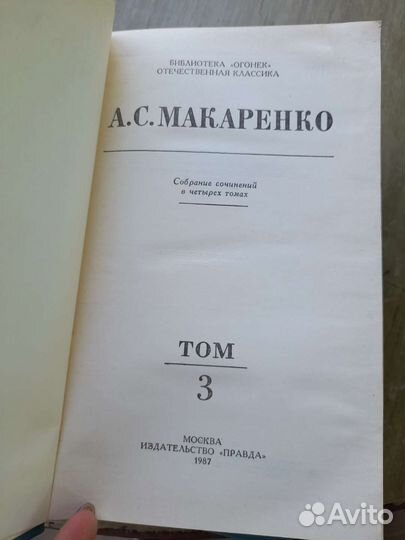 БИБЛИОТЕКА «ОГОНЕК»
ОТЕЧЕСТВЕННАЯ КЛАССИКА
А.С.МАКАРЕНКО
Собрание сочинений
в четырех томах
ТОМ
3
МОСКВА
ИЗДАТЕЛЬСТВО «ПРАВДА»
1987
Avito